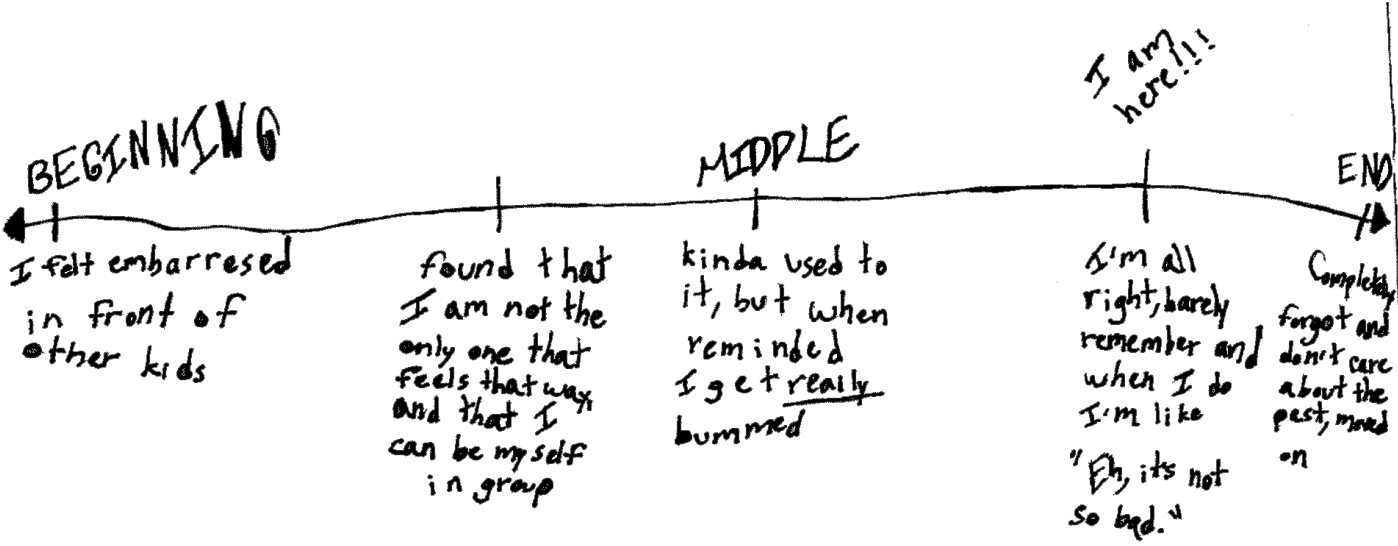 I am
here!!!
BEGINNING
MIDDLE
END
I felt embarresed
in front of
other kids
found that
I am not the
only one that
feels that way,
and that I
can be myself
in group
kinda used to
it, but when
reminded
I get really
bummed
I'm all
right, barely
remember and
when I do
I'm like
"Eh, its not
so bad."
Completely
forgot and
don't care
about the
past, moved
on